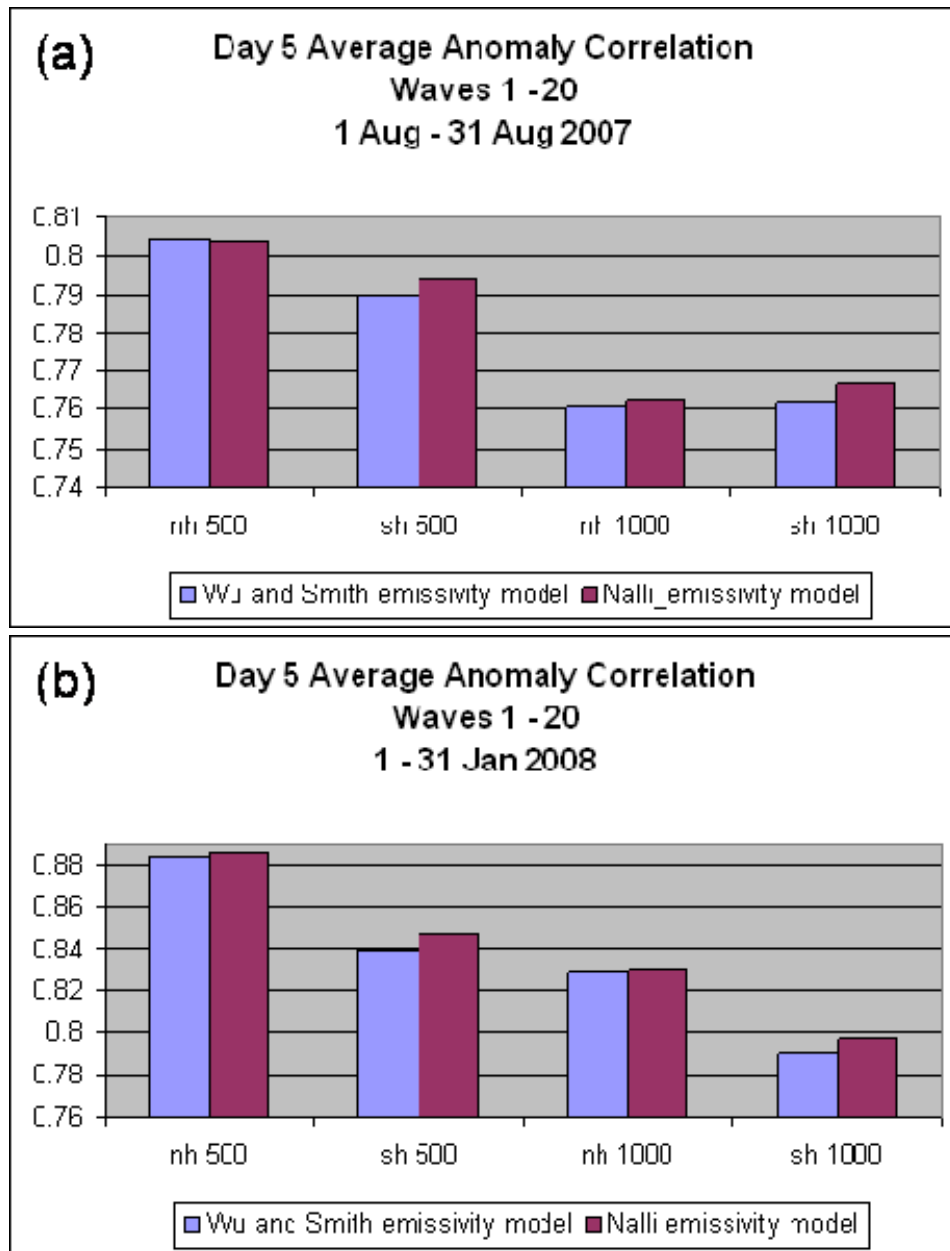 (a)
Day 5 Average Anomaly Correlation
Waves 1 - 20
1 Aug - 31 Aug 2007
0.81
0.8
0.79
0.78
0.77
0.76
0.75
0.74
nh 500
sh 500
nh 1000
sh 1000
Wu and Smith emissivity model
Nalli_emissivity model
(b)
Day 5 Average Anomaly Correlation
Waves 1 - 20
1 - 31 Jan 2008
0.88
0.86
0.84
0.82
0.8
0.78
0.76
nh 500
sh 500
nh 1000
sh 1000
Wu and Smith emissivity model
Nalli emissivity model